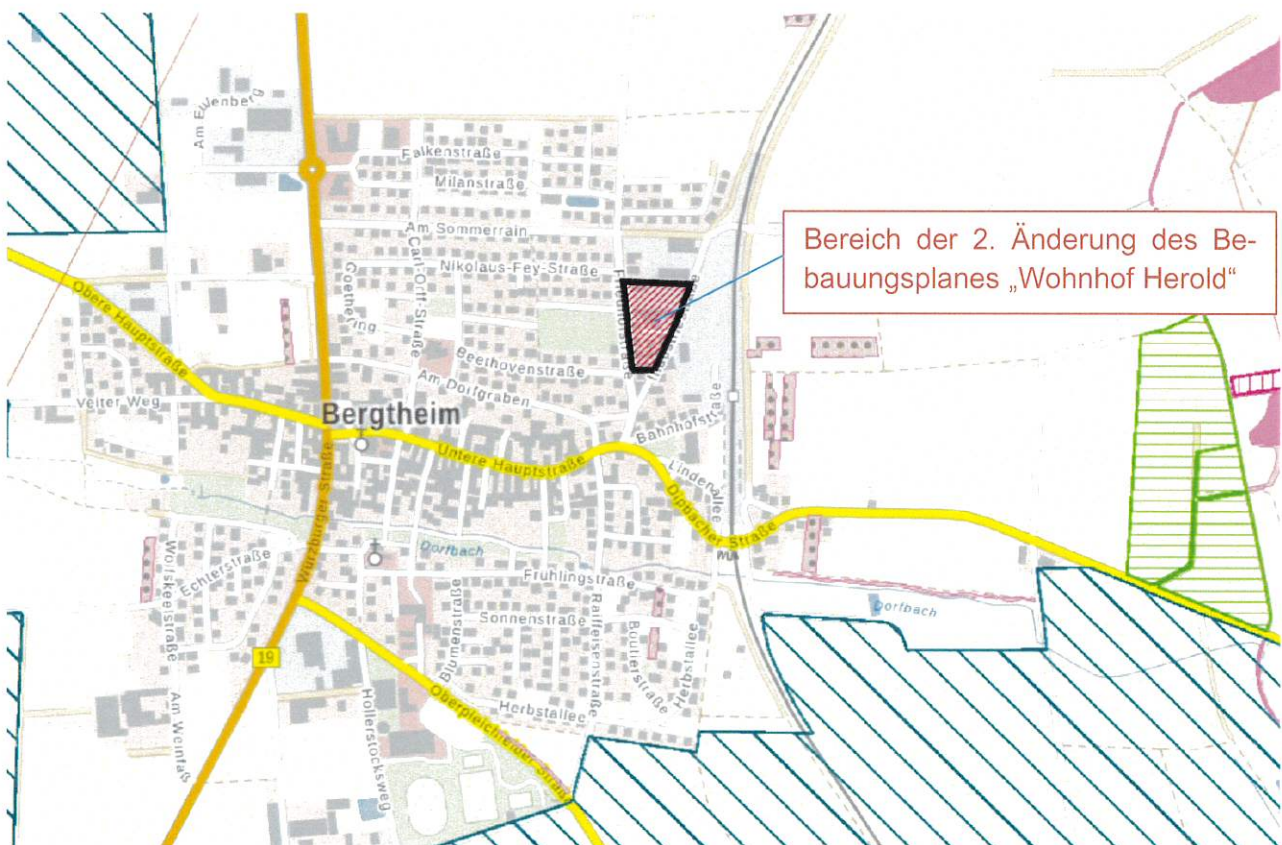 Am Eulenberg
Falkenstraße
Milanstraße
Am Sommerrain
Carl-Orff-Straße
Nikolaus-Fey-Straße
Goethering
Bereich der 2. Änderung des Be-
bauungsplanes „Wohnhof Herold“
Obere Hauptstraße
Beethovenstraße
Am Dorfgraben
Veiter Weg
Bergtheim
Bahnhofstraße
Untere Hauptstraße
Lindenallee
Dipbacher Straße
Würzburger Straße
Dorfbach
Wolfskeelstraße
Echterstraße
Frühlingstraße
Dorfbach
Sonnenstraße
Blumenstraße
Raiffeisenstraße
Herbstallee
19
Am Weinfaß
Hollerstocksweg
Oberpleichfelder Straße
Herbstallee